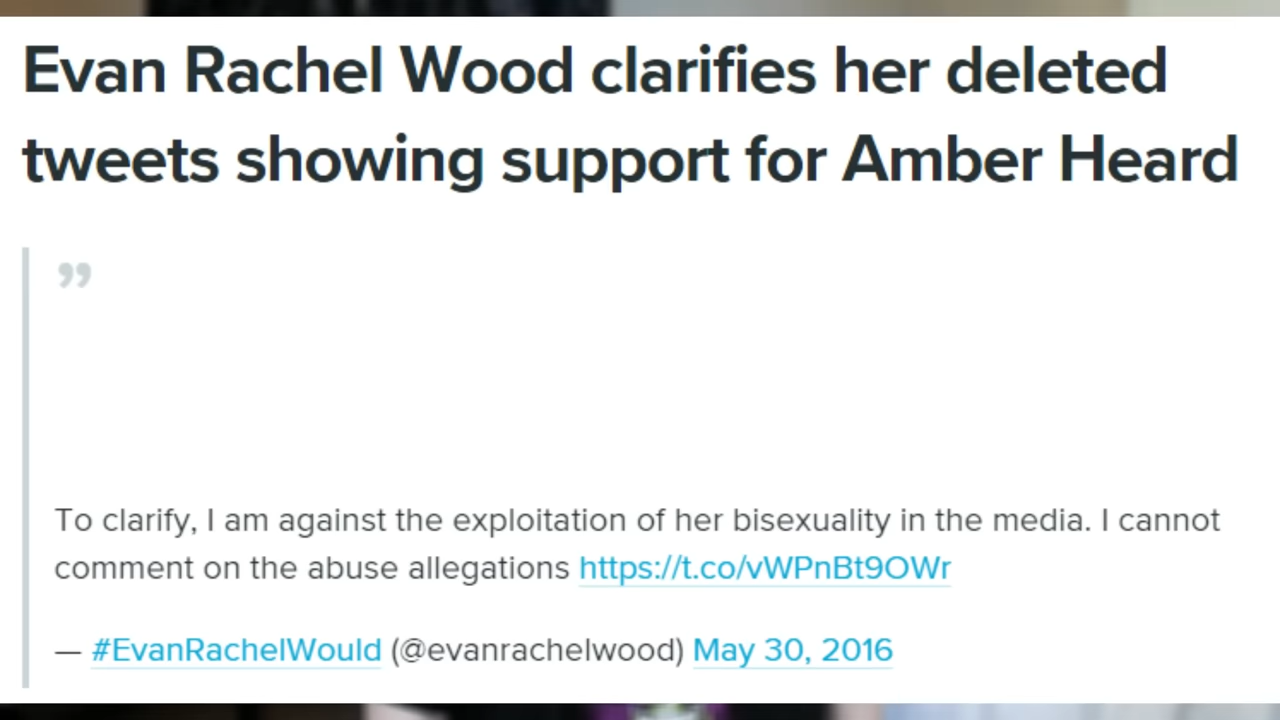 Evan Rachel Wood clarifies her deleted
tweets showing support for Amber Heard
”
To clarify, I am against the exploitation of her bisexuality in the media. I cannot
comment on the abuse allegations https://t.co/vWPnBt9OWr
— #EvanRachelWould (@evanrachelwood) May 30, 2016